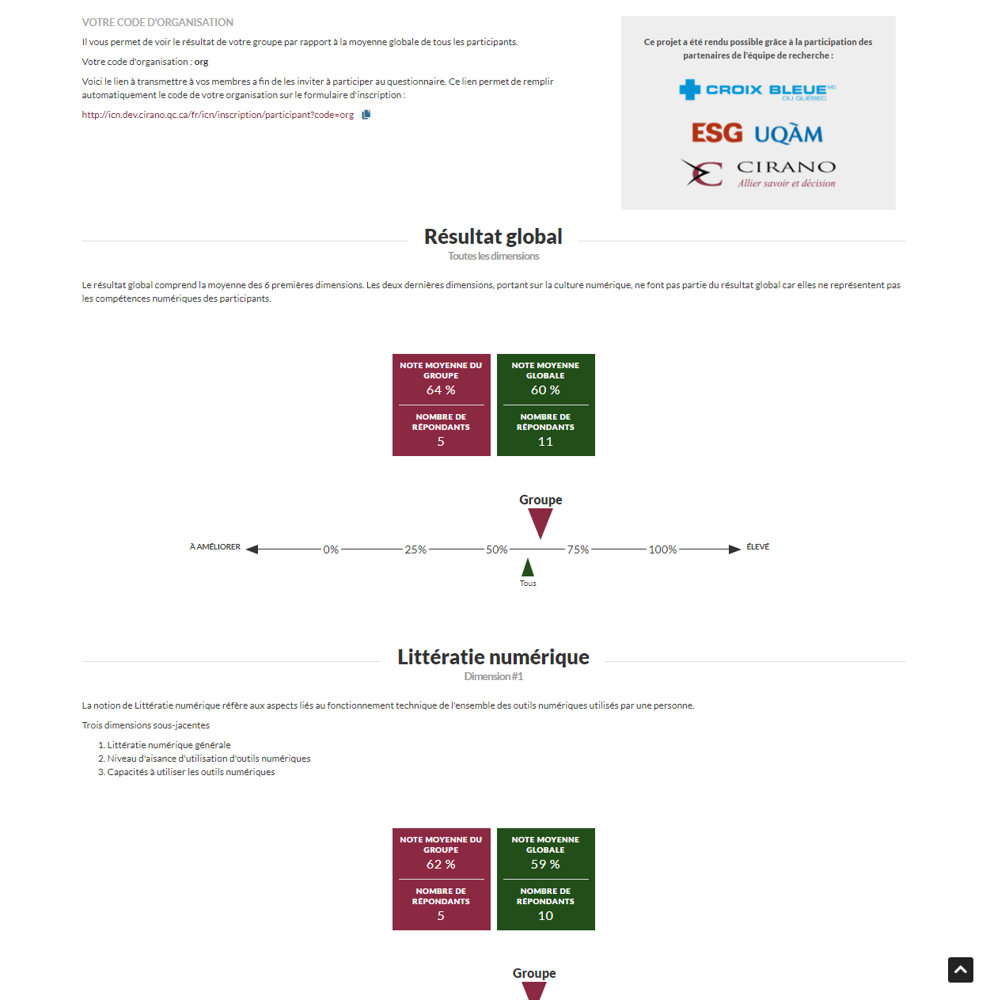 VOTRE CODE D'ORGANISATION
Il vous permet de voir le résultat de votre groupe par rapport à la moyenne globale de tous les participants.
Votre code d'organisation : org
Voici le lien à transmettre à vos membres a fin de les inviter à participer au questionnaire. Ce lien permet de remplir
automatiquement le code de votre organisation sur le formulaire d'inscription :
http://icn.dev.cirano.qc.ca/fr/icn/inscription/participant?code=org
Ce projet a été rendu possible grâce à la participation des
partenaires de l'équipe de recherche :
CROIX BLEUE MD
DU QUÉBEC
ESG UQÀM
CIRANO
Allier savoir et décision
Résultat global
Toutes les dimensions
Le résultat global comprend la moyenne des 6 premières dimensions. Les deux dernières dimensions, portant sur la culture numérique, ne font pas partie du résultat global car elles ne représentent pas
les compétences numériques des participants.
NOTE MOYENNE DU
GROUPE
64 %
NOMBRE DE
RÉPONDANTS
5
NOTE MOYENNE
GLOBALE
60 %
NOMBRE DE
RÉPONDANTS
11
Groupe
À AMÉLIORER 0% 25% 50% 75% 100% ÉLEVÉ
Tous
Littératie numérique
Dimension #1
La notion de Littératie numérique réfère aux aspects liés au fonctionnement technique de l'ensemble des outils numériques utilisés par une personne.
Trois dimensions sous-jacentes
1. Littératie numérique générale
2. Niveau d'aisance d'utilisation d'outils numériques
3. Capacités à utiliser les outils numériques
NOTE MOYENNE DU
GROUPE
62 %
NOMBRE DE
RÉPONDANTS
5
NOTE MOYENNE
GLOBALE
59 %
NOMBRE DE
RÉPONDANTS
10
Groupe